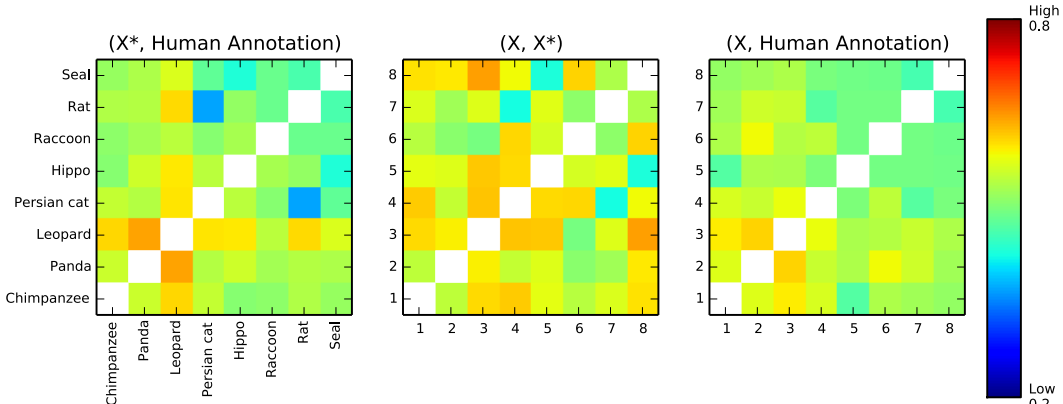 (X*, Human Annotation)
Seal
Rat
Raccoon
Hippo
Persian cat
Leopard
Panda
Chimpanzee
Chimpanzee
Panda
Leopard
Persian cat
Hippo
Raccoon
Rat
Seal
(X, X*)
8
7
6
5
4
3
2
1
1 2 3 4 5 6 7 8
(X, Human Annotation)
8
7
6
5
4
3
2
1
1 2 3 4 5 6 7 8
High
0.8
Low
0.2